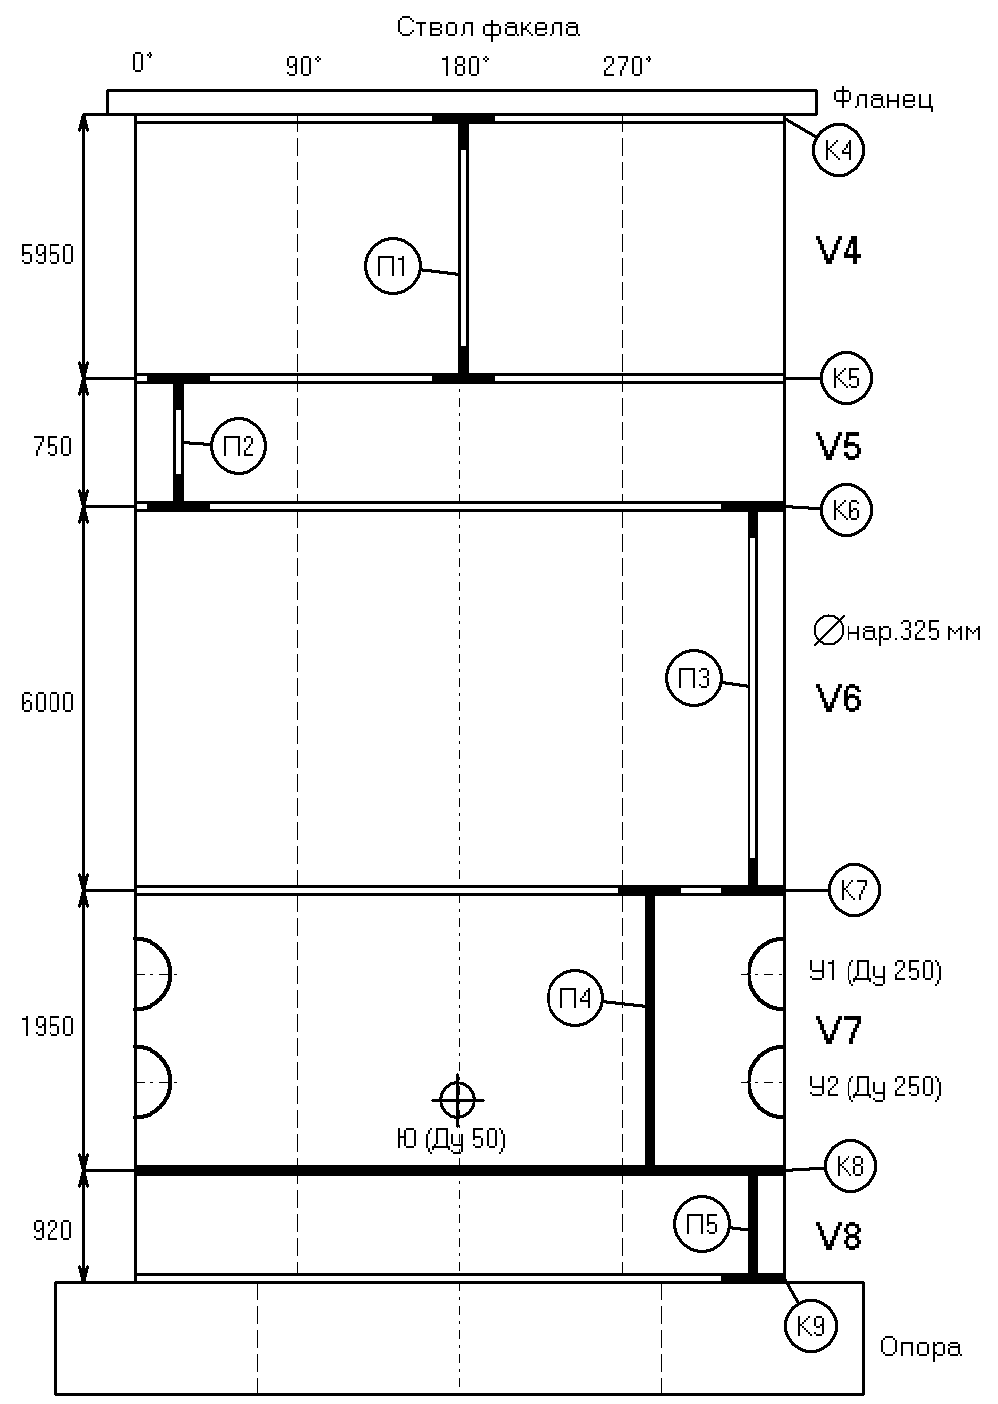 Ствол факела
0° 90° 180° 270°
Фланец
К4
5950
П1
V4
К5
750
П2
V5
К6
⌀нар.325 мм
6000
П3
V6
К7
У1 (Ду 250)
П4
1950
V7
У2 (Ду 250)
Ю (Ду 50)
К8
920
П5
V8
К9
Опора